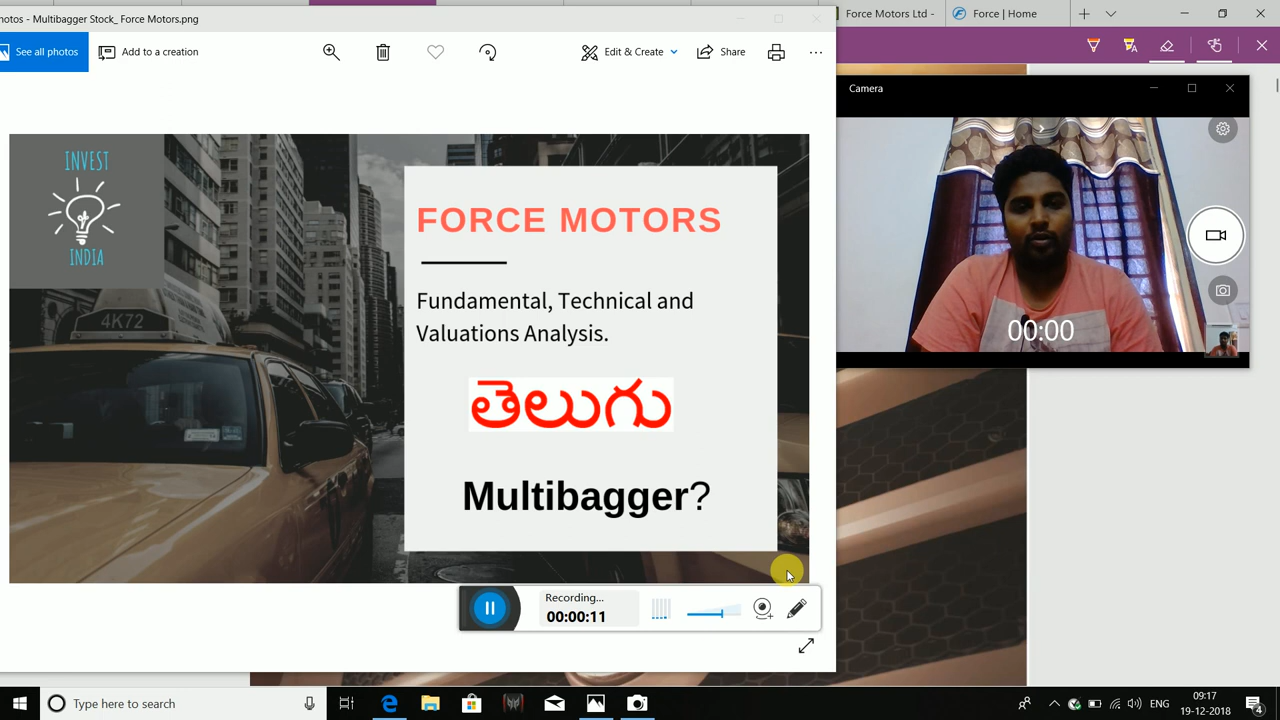 Photos - Multibagger Stock_ Force Motors.png
Force Motors Ltd -
Force | Home
See all photos
Add to a creation
Edit & Create
Share
Camera
INVEST
INDIA
4K72
FORCE MOTORS
Fundamental, Technical and
Valuations Analysis.
తెలుగు
Multibagger?
00:00
Recording...
00:00:11
Type here to search
ENG
09:17
19-12-2018
4